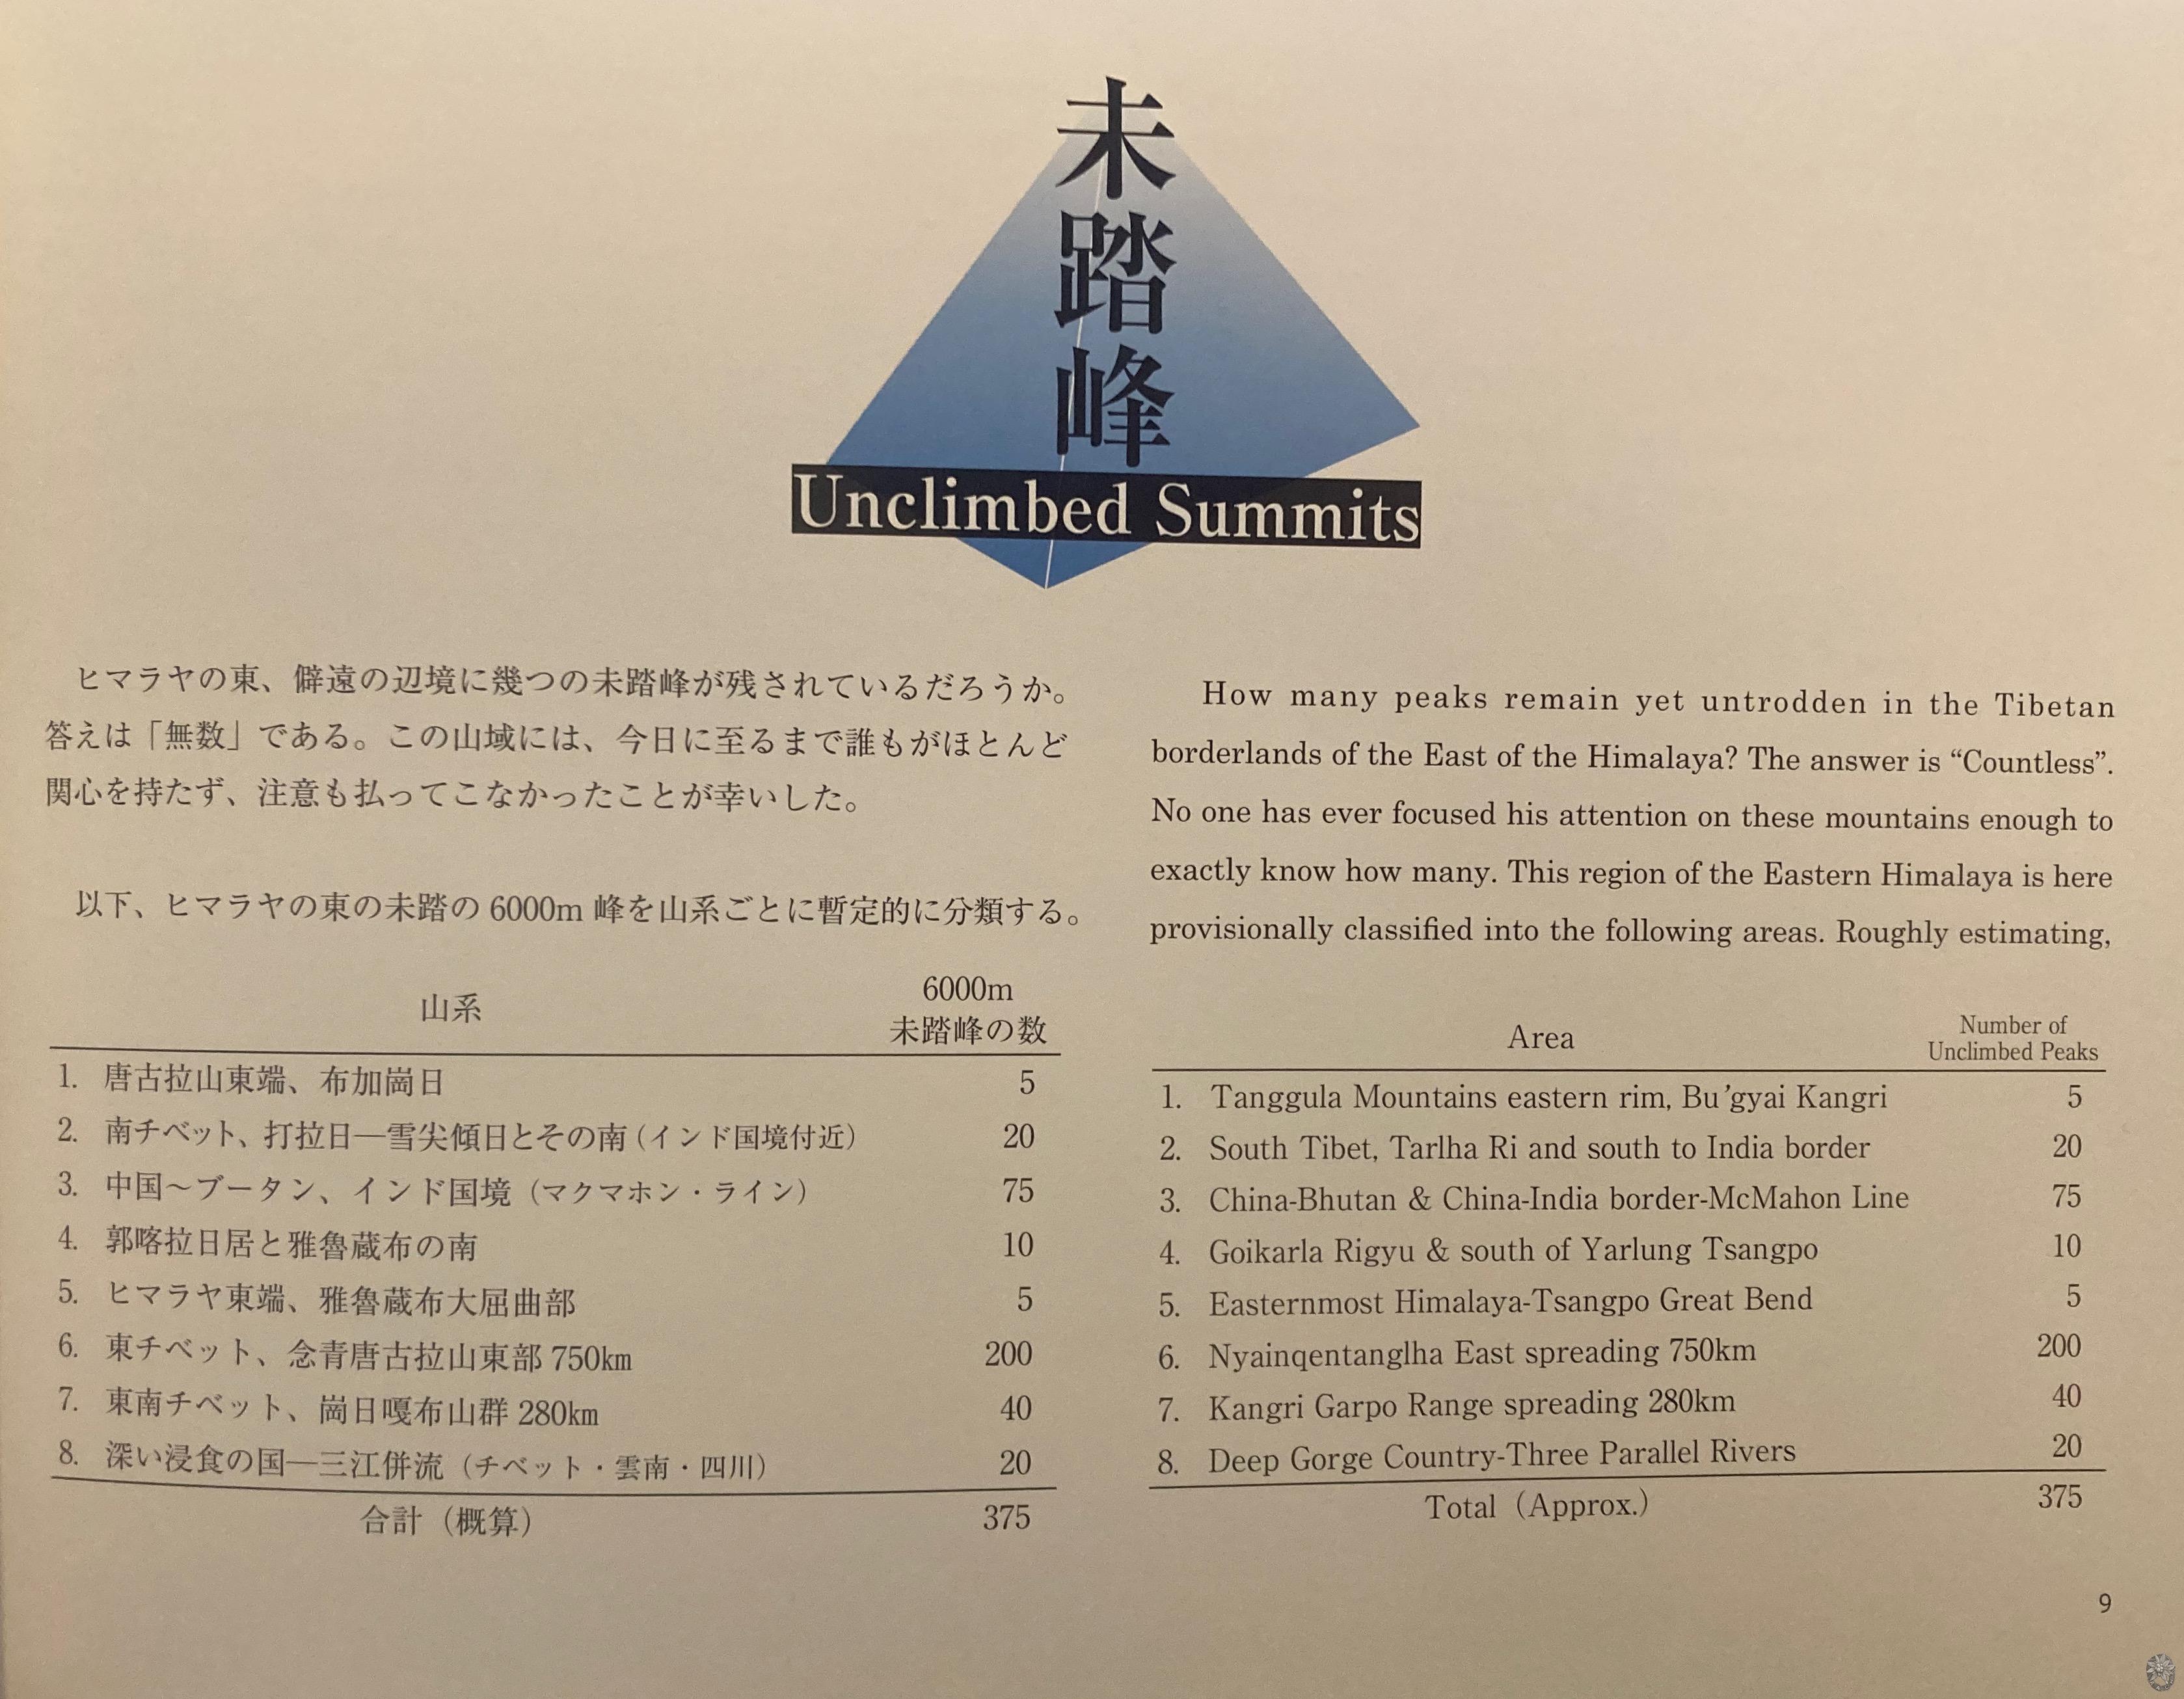 未踏峰
Unclimbed Summits
ヒマラヤの東、僻遠の辺境に幾つの未踏峰が残されているだろうか。
答えは「無数」である。この山域には、今日に至るまで誰もがほとんど
関心を持たず、注意も払ってこなかったことが幸いした。
以下、ヒマラヤの東の未踏の 6000m 峰を山系ごとに暫定的に分類する。
山系 6000m
未踏峰の数
1. 唐古拉山東端、布加崗日 5
2. 南チベット、打拉日―雪尖傾日とその南（インド国境付近） 20
3. 中国～ブータン、インド国境（マクマホン・ライン） 75
4. 郭喀拉日居と雅魯蔵布の南 10
5. ヒマラヤ東端、雅魯蔵布大屈曲部 5
6. 東チベット、念青唐古拉山東部 750km 200
7. 東南チベット、崗日嘎布山群 280km 40
8. 深い浸食の国―三江併流（チベット・雲南・四川） 20
合計（概算） 375
How many peaks remain yet untrodden in the Tibetan
borderlands of the East of the Himalaya? The answer is “Countless”.
No one has ever focused his attention on these mountains enough to
exactly know how many. This region of the Eastern Himalaya is here
provisionally classified into the following areas. Roughly estimating,
Area Number of
Unclimbed Peaks
1. Tanggula Mountains eastern rim, Bu’gyai Kangri 5
2. South Tibet, Tarlha Ri and south to India border 20
3. China-Bhutan & China-India border-McMahon Line 75
4. Goikarla Rigyu & south of Yarlung Tsangpo 10
5. Easternmost Himalaya-Tsangpo Great Bend 5
6. Nyainqentanglha East spreading 750km 200
7. Kangri Garpo Range spreading 280km 40
8. Deep Gorge Country-Three Parallel Rivers 20
Total（Approx.） 375
9